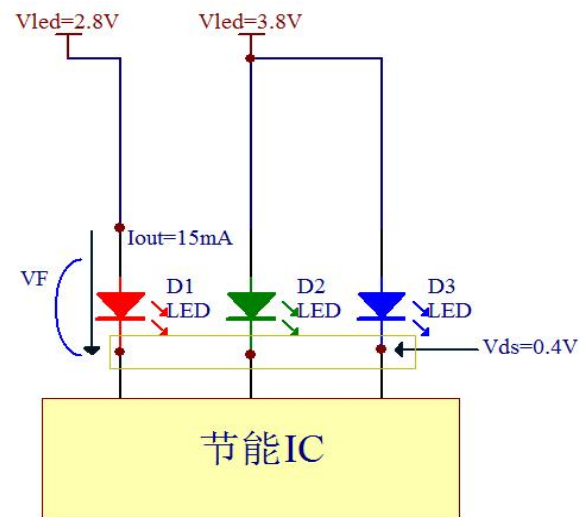 Vled=2.8V
Vled=3.8V
Iout=15mA
VF
D1
LED
D2
LED
D3
LED
Vds=0.4V
节能IC